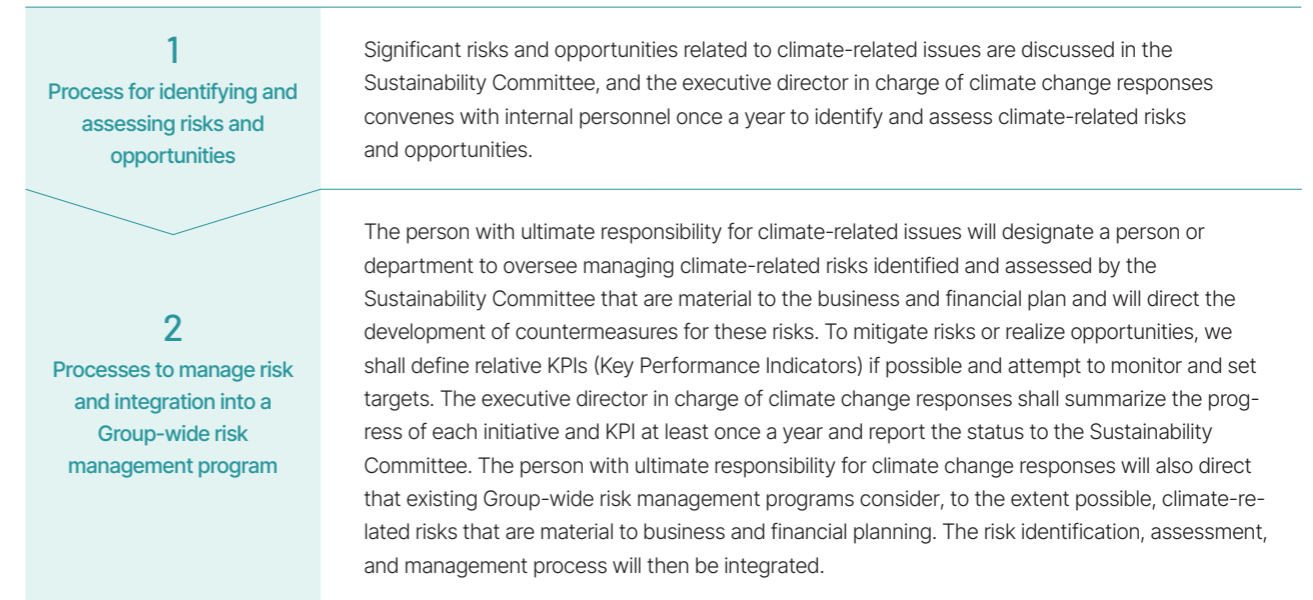 1
Process for identifying and
assessing risks and
opportunities
Significant risks and opportunities related to climate-related issues are discussed in the
Sustainability Committee, and the executive director in charge of climate change responses
convenes with internal personnel once a year to identify and assess climate-related risks
and opportunities.
2
Processes to manage risk
and integration into a
Group-wide risk
management program
The person with ultimate responsibility for climate-related issues will designate a person or
department to oversee managing climate-related risks identified and assessed by the
Sustainability Committee that are material to the business and financial plan and will direct the
development of countermeasures for these risks. To mitigate risks or realize opportunities, we
shall define relative KPIs (Key Performance Indicators) if possible and attempt to monitor and set
targets. The executive director in charge of climate change responses shall summarize the prog-
ress of each initiative and KPI at least once a year and report the status to the Sustainability
Committee. The person with ultimate responsibility for climate change responses will also direct
that existing Group-wide risk management programs consider, to the extent possible, climate-re-
lated risks that are material to business and financial planning. The risk identification, assessment,
and management process will then be integrated.